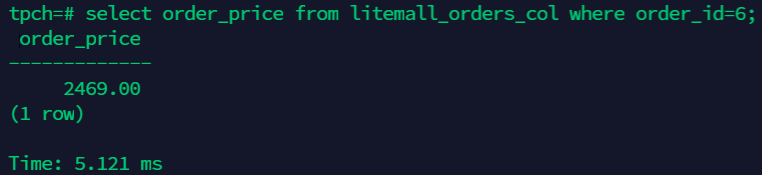 tpch=# select order_price from litemall_orders_col where order_id=6;
 order_price
-------------
     2469.00
(1 row)

Time: 5.121 ms